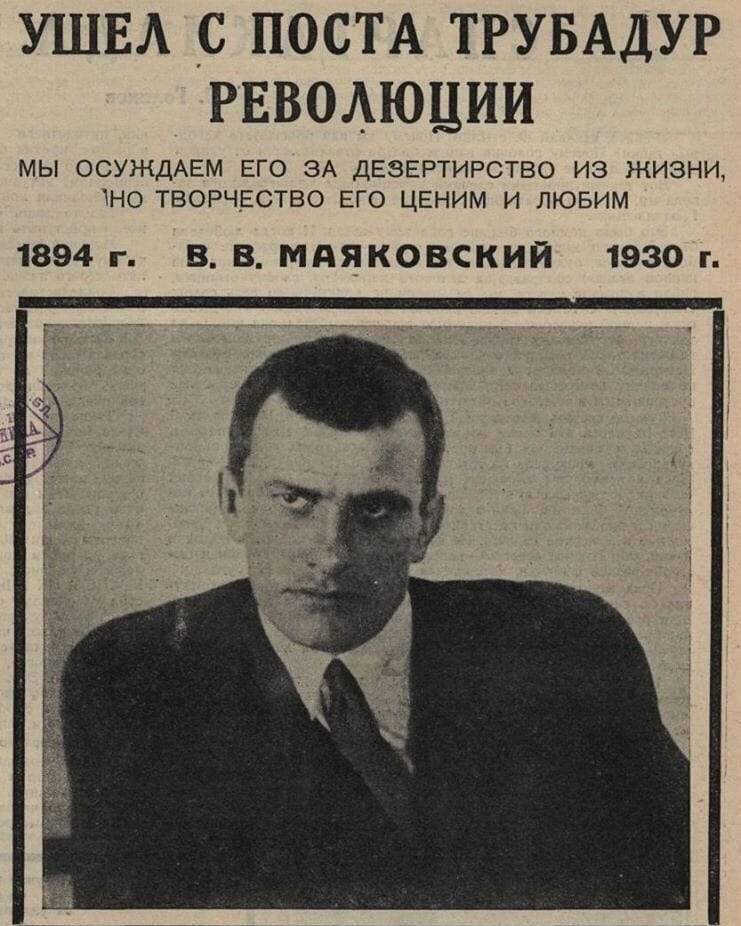 УШЕЛ С ПОСТА ТРУБАДУР
РЕВОЛЮЦИИ
МЫ ОСУЖДАЕМ ЕГО ЗА ДЕЗЕРТИРСТВО ИЗ ЖИЗНИ,
НО ТВОРЧЕСТВО ЕГО ЦЕНИМ И ЛЮБИМ
1894 г. В. В. МАЯКОВСКИЙ 1930 г.